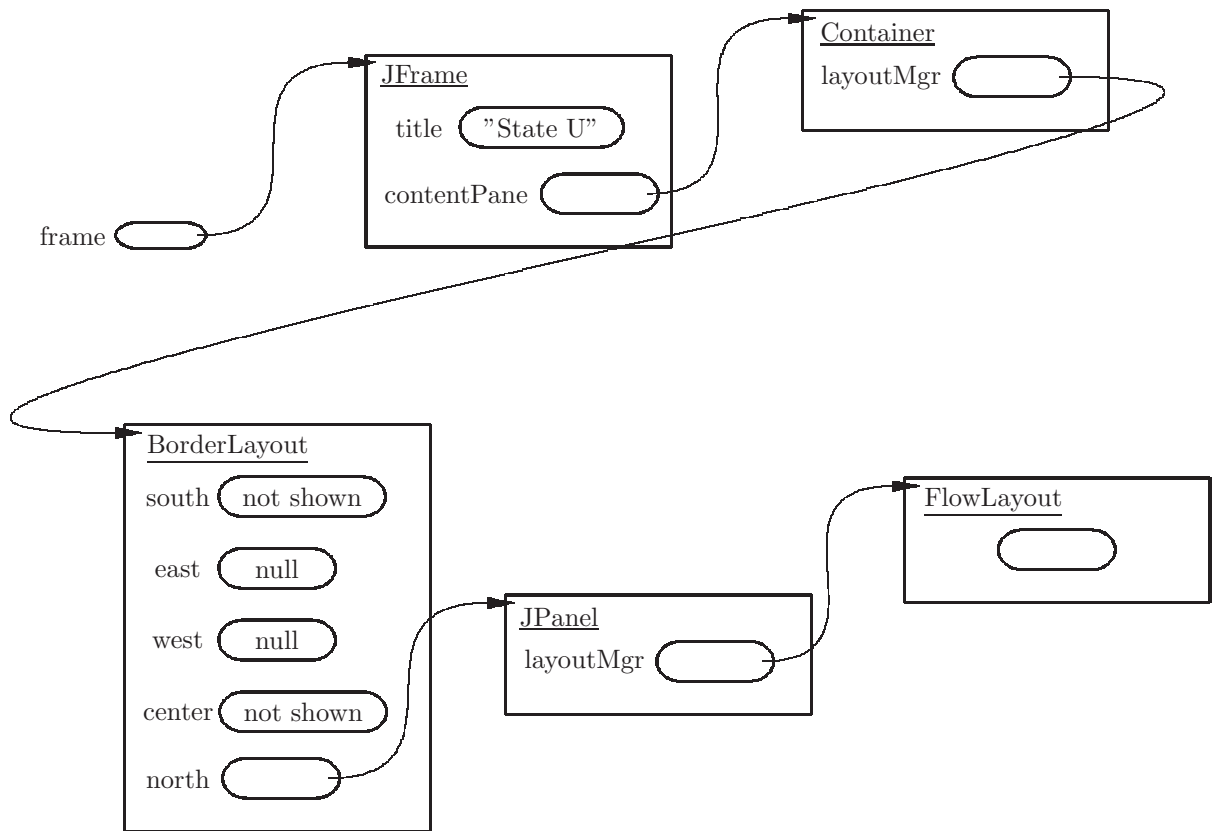 Container
layoutMgr
JFrame
title ”State U”
contentPane
frame
BorderLayout
south not shown
east null
west null
center not shown
north
FlowLayout
JPanel
layoutMgr